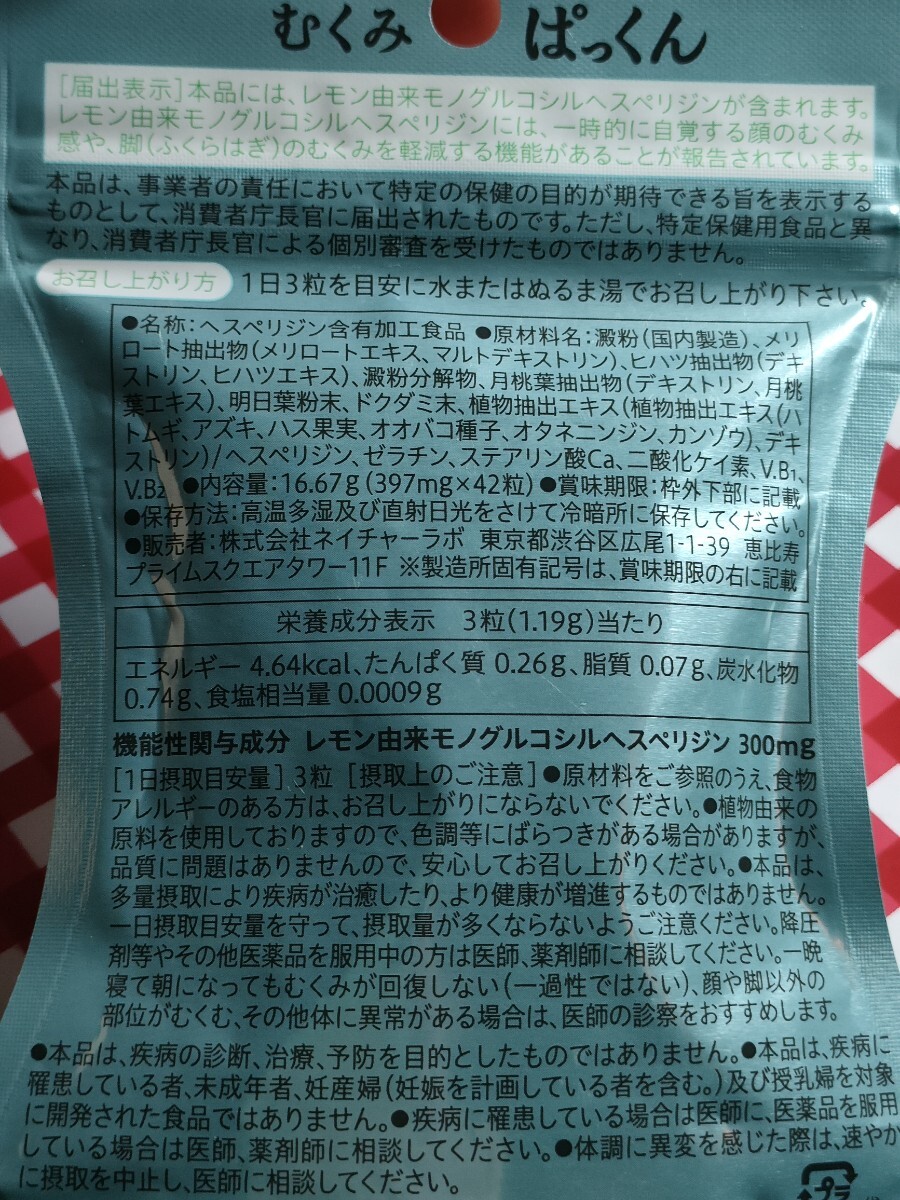 むくみ ぱっくん
[届出表示]本品には、レモン由来モノグルコシルヘスペリジンが含まれます。
レモン由来モノグルコシルヘスペリジンには、一時的に自覚する顔のむくみ
感や、脚(ふくらはぎ)のむくみを軽減する機能があることが報告されています。
本品は、事業者の責任において特定の保健の目的が期待できる旨を表示する
ものとして、消費者庁長官に届出されたものです。ただし、特定保健用食品と異
なり、消費者庁長官による個別審査を受けたものではありません。
お召し上がり方 1日3粒を目安に水またはぬるま湯でお召し上がり下さい。
●名称:ヘスペリジン含有加工食品 ●原材料名:澱粉(国内製造)、メリ
ロート抽出物(メリロートエキス、マルトデキストリン)、ヒハツ抽出物(デキ
ストリン、ヒハツエキス)、澱粉分解物、月桃葉抽出物(デキストリン、月桃
葉エキス)、明日葉粉末、ドクダミ末、植物抽出エキス(植物抽出エキス(ハ
トムギ、アズキ、ハス果実、オオバコ種子、オタネニンジン、カンゾウ)、デキ
ストリン)/ヘスペリジン、ゼラチン、ステアリン酸Ca、二酸化ケイ素、V.B₁、
V.B₂ ●内容量:16.67g(397mg×42粒) ●賞味期限:枠外下部に記載
●保存方法:高温多湿及び直射日光をさけて冷暗所に保存してください。
●販売者:株式会社ネイチャーラボ 東京都渋谷区広尾1-1-39 恵比寿
プライムスクエアタワー11F ※製造所固有記号は、賞味期限の右に記載
栄養成分表示 3粒(1.19g)当たり
エネルギー 4.64kcal、たんぱく質 0.26g、脂質 0.07g、炭水化物
0.74g、食塩相当量 0.0009g
機能性関与成分 レモン由来モノグルコシルヘスペリジン 300mg
[1日摂取目安量] 3粒 [摂取上のご注意] ●原材料をご参照のうえ、食物
アレルギーのある方は、お召し上がりにならないでください。●植物由来の
原料を使用しておりますので、色調等にばらつきがある場合がありますが、
品質に問題はありませんので、安心してお召し上がりください。●本品は、
多量摂取により疾病が治癒したり、より健康が増進するものではありません。
一日摂取目安量を守って、摂取量が多くならないようご注意ください。降圧
剤等やその他医薬品を服用中の方は医師、薬剤師に相談してください。一晩
寝て朝になってもむくみが回復しない(一過性ではない)、顔や脚以外の
部位がむくむ、その他体に異常がある場合は、医師の診察をおすすめします。
●本品は、疾病の診断、治療、予防を目的としたものではありません。●本品は、疾病に
罹患している者、未成年者、妊産婦(妊娠を計画している者を含む。)及び授乳婦を対象
に開発された食品ではありません。●疾病に罹患している場合は医師に、医薬品を服用
している場合は医師、薬剤師に相談してください。●体調に異変を感じた際は、速やか
に摂取を中止し、医師に相談してください。
プラ